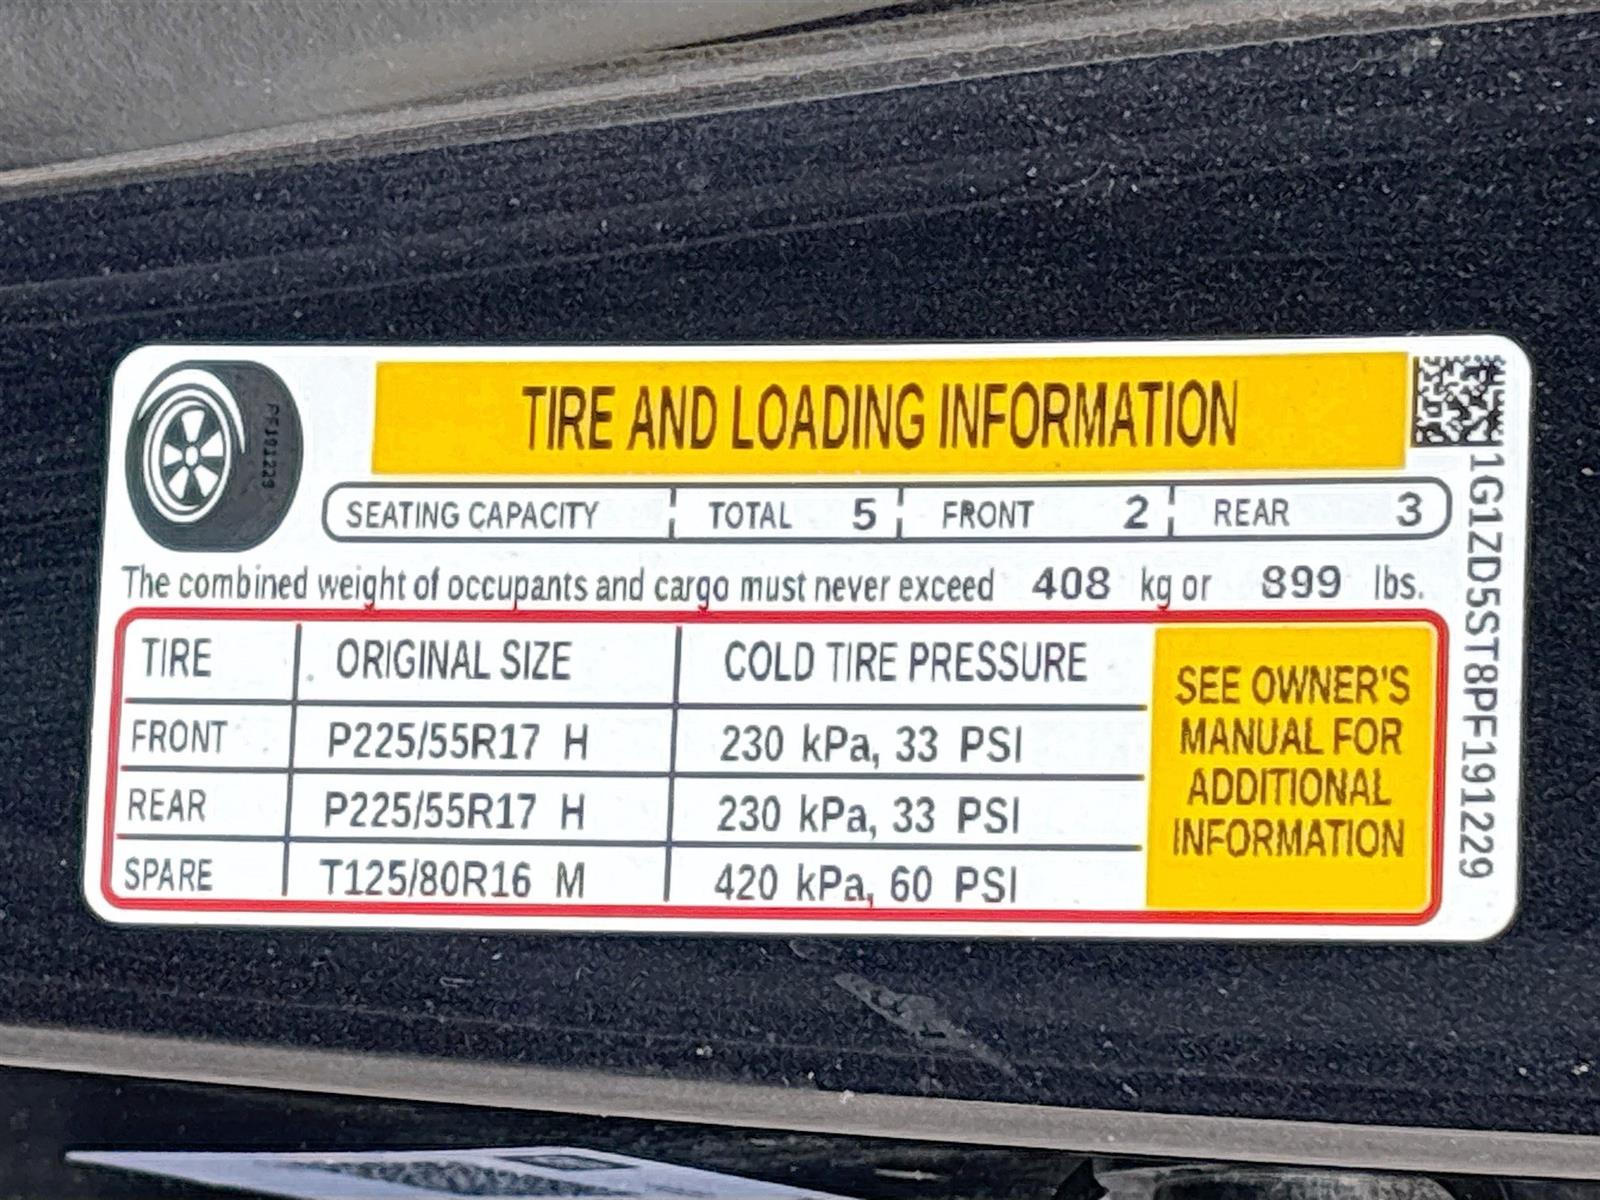 TIRE AND LOADING INFORMATION
SEATING CAPACITY TOTAL 5 FRONT 2 REAR 3
The combined weight of occupants and cargo must never exceed 408 kg or 899 lbs.
TIRE ORIGINAL SIZE COLD TIRE PRESSURE
FRONT P225/55R17 H 230 kPa, 33 PSI
REAR P225/55R17 H 230 kPa, 33 PSI
SPARE T125/80R16 M 420 kPa, 60 PSI
SEE OWNER'S
MANUAL FOR
ADDITIONAL
INFORMATION
1G1ZD5ST8PF191229
PF191229